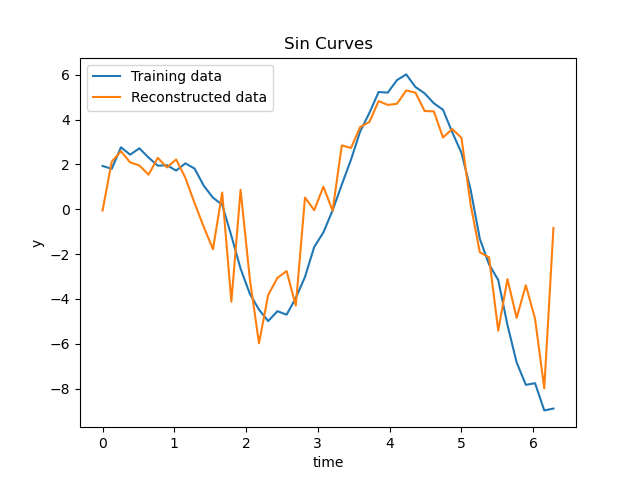 Sin Curves
Training data
Reconstructed data
6
4
2
0
−2
−4
−6
−8
y
0 1 2 3 4 5 6
time